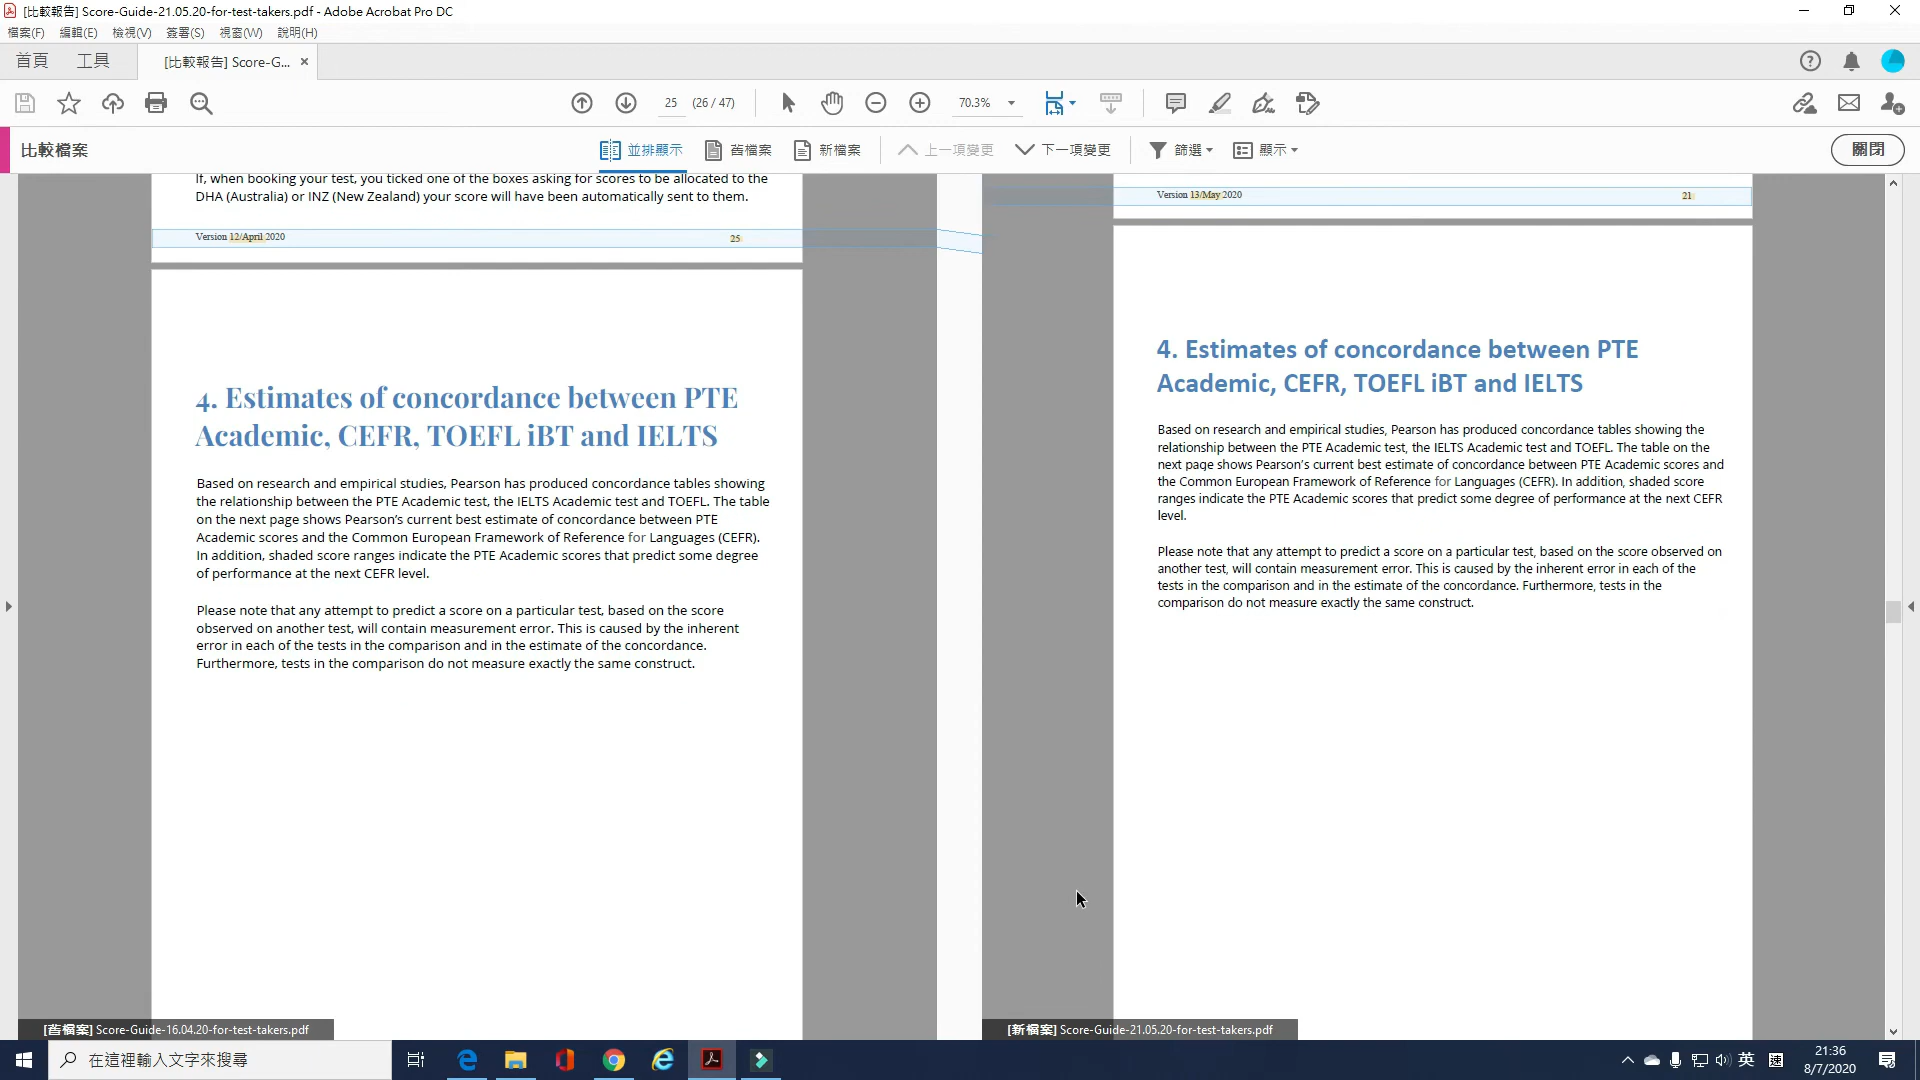 [比較報告] Score-Guide-21.05.20-for-test-takers.pdf - Adobe Acrobat Pro DC
檔案(F) 編輯(E) 檢視(V) 簽署(S) 視窗(W) 說明(H)
首頁 工具 [比較報告] Score-G... ×
25 (26 / 47) 70.3%
比較檔案 並排顯示 舊檔案 新檔案 上一項變更 下一項變更 篩選 顯示 關閉
If, when booking your test, you ticked one of the boxes asking for scores to be allocated to the
DHA (Australia) or INZ (New Zealand) your score will have been automatically sent to them.
Version 12/April 2020 25
4. Estimates of concordance between PTE
Academic, CEFR, TOEFL iBT and IELTS
Based on research and empirical studies, Pearson has produced concordance tables showing
the relationship between the PTE Academic test, the IELTS Academic test and TOEFL. The table
on the next page shows Pearson's current best estimate of concordance between PTE
Academic scores and the Common European Framework of Reference for Languages (CEFR).
In addition, shaded score ranges indicate the PTE Academic scores that predict some degree
of performance at the next CEFR level.
Please note that any attempt to predict a score on a particular test, based on the score
observed on another test, will contain measurement error. This is caused by the inherent
error in each of the tests in the comparison and in the estimate of the concordance.
Furthermore, tests in the comparison do not measure exactly the same construct.
[舊檔案] Score-Guide-16.04.20-for-test-takers.pdf
Version 13/May 2020 21
4. Estimates of concordance between PTE
Academic, CEFR, TOEFL iBT and IELTS
Based on research and empirical studies, Pearson has produced concordance tables showing the
relationship between the PTE Academic test, the IELTS Academic test and TOEFL. The table on the
next page shows Pearson's current best estimate of concordance between PTE Academic scores and
the Common European Framework of Reference for Languages (CEFR). In addition, shaded score
ranges indicate the PTE Academic scores that predict some degree of performance at the next CEFR
level.
Please note that any attempt to predict a score on a particular test, based on the score observed on
another test, will contain measurement error. This is caused by the inherent error in each of the
tests in the comparison and in the estimate of the concordance. Furthermore, tests in the
comparison do not measure exactly the same construct.
[新檔案] Score-Guide-21.05.20-for-test-takers.pdf
在這裡輸入文字來搜尋
英
21:36
8/7/2020